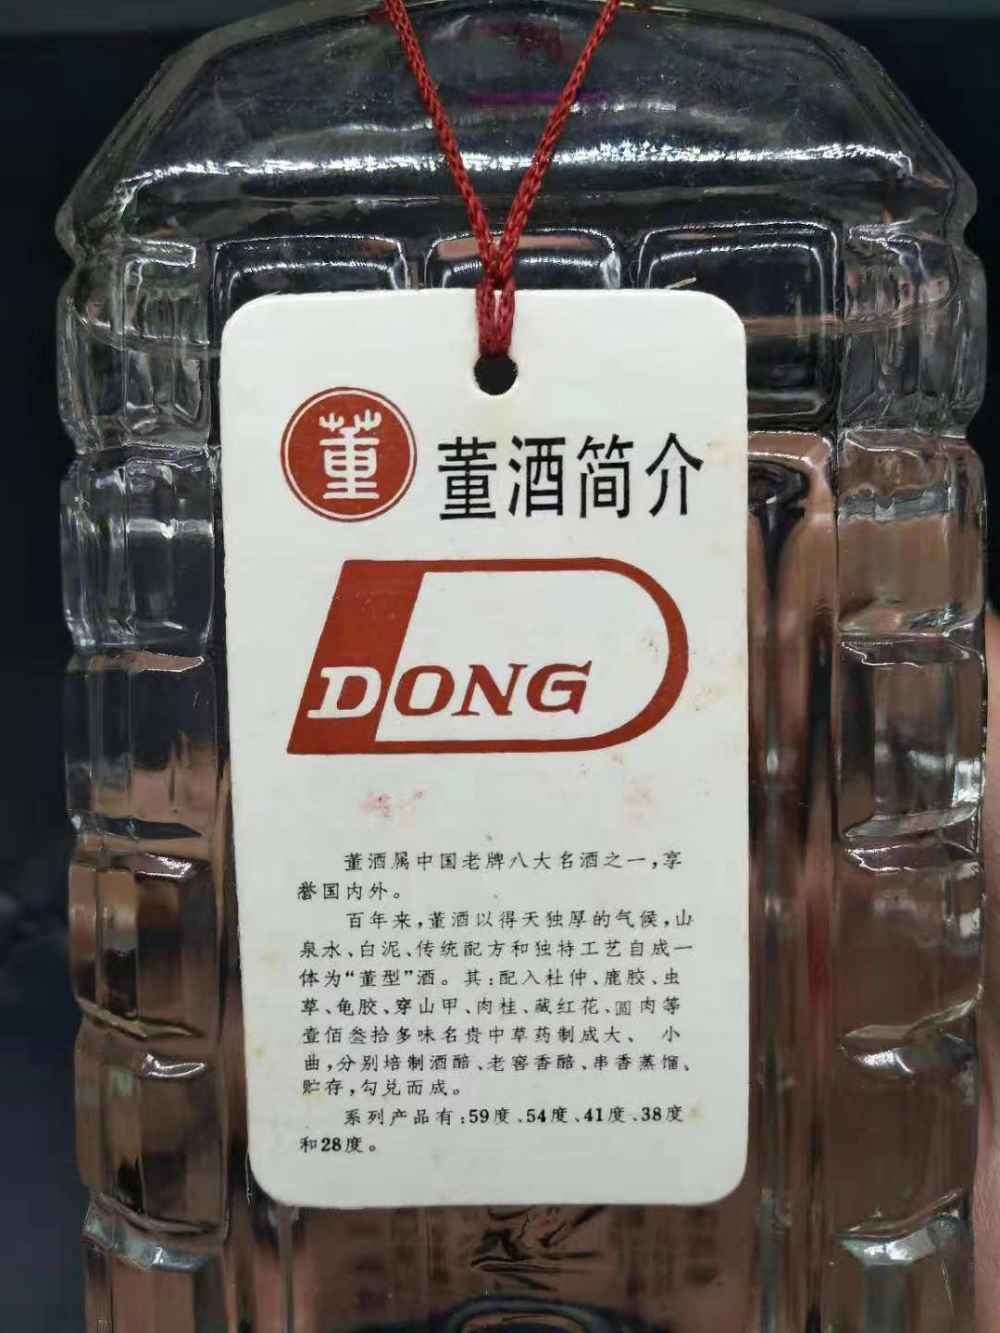 董
董酒简介
DONG
董酒属中国老牌八大名酒之一,享
誉国内外。
百年来,董酒以得天独厚的气候,山
泉水、白泥、传统配方和独特工艺自成一
体为“董型”酒。其:配入杜仲、鹿胶、虫
草、龟胶、穿山甲、肉桂、藏红花、圆肉等
壹佰叁拾多味名贵中草药制成大、小
曲,分别培制酒醅、老窖香醅、串香蒸馏、
贮存,勾兑而成。
系列产品有:59度、54度、41度、38度
和28度。